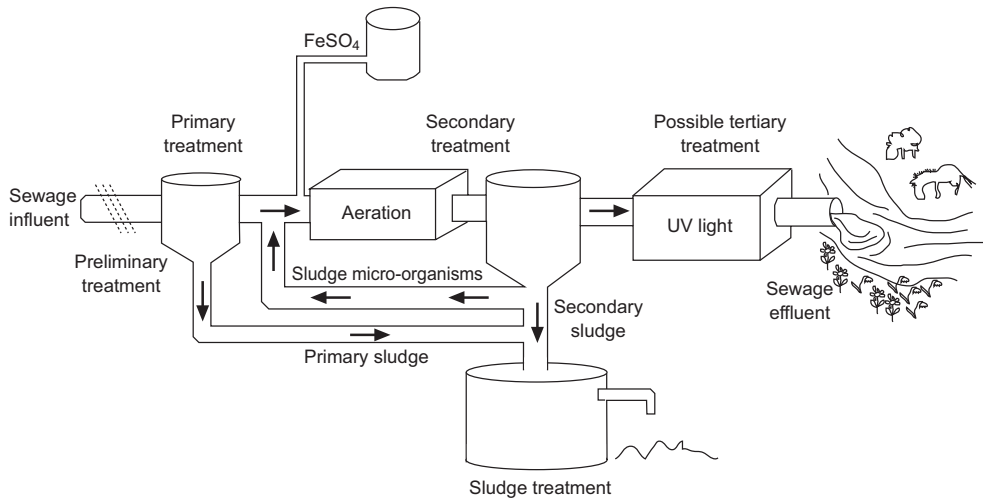 FeSO₄
Primary
treatment
Secondary
treatment
Possible tertiary
treatment
Sewage
influent
Aeration
UV light
Preliminary
treatment
Sludge micro-organisms
Sewage
effluent
Secondary
sludge
Primary sludge
Sludge treatment